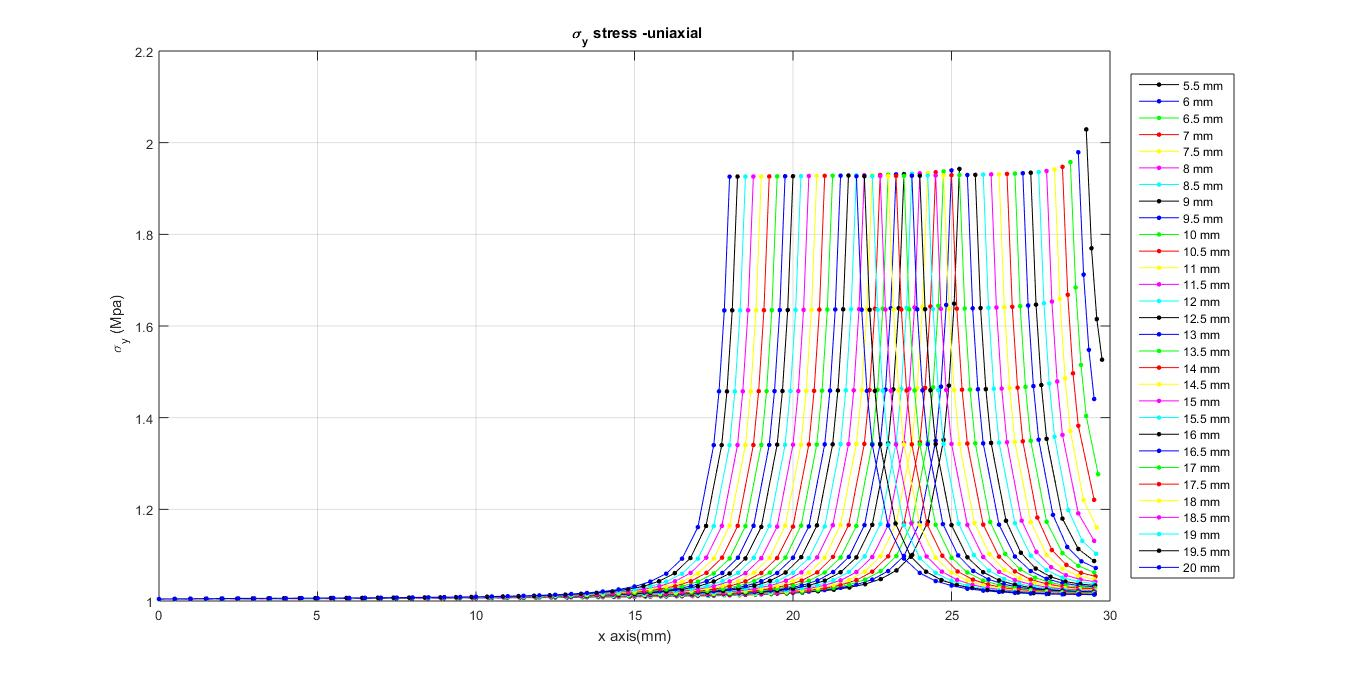 σy stress -uniaxial
2.2
2
1.8
1.6
1.4
1.2
1
σy (Mpa)
0
5
10
15
20
25
30
x axis(mm)
5.5 mm
6 mm
6.5 mm
7 mm
7.5 mm
8 mm
8.5 mm
9 mm
9.5 mm
10 mm
10.5 mm
11 mm
11.5 mm
12 mm
12.5 mm
13 mm
13.5 mm
14 mm
14.5 mm
15 mm
15.5 mm
16 mm
16.5 mm
17 mm
17.5 mm
18 mm
18.5 mm
19 mm
19.5 mm
20 mm